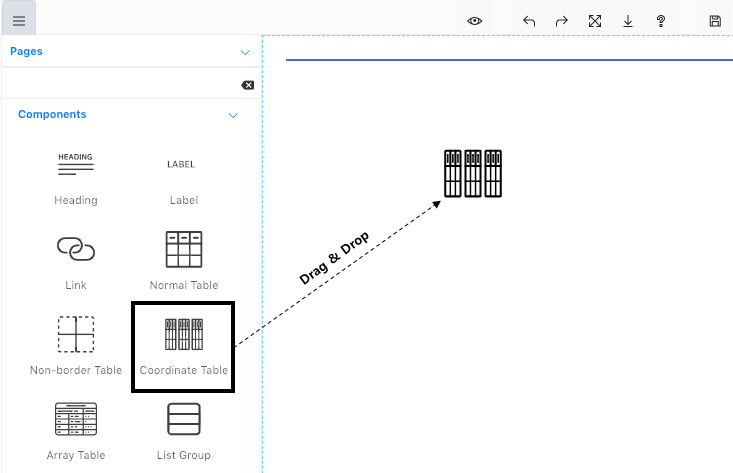 Pages
Components
HEADING
LABEL
Heading
Label
Link
Normal Table
Drag & Drop
Non-border Table
Coordinate Table
Array Table
List Group